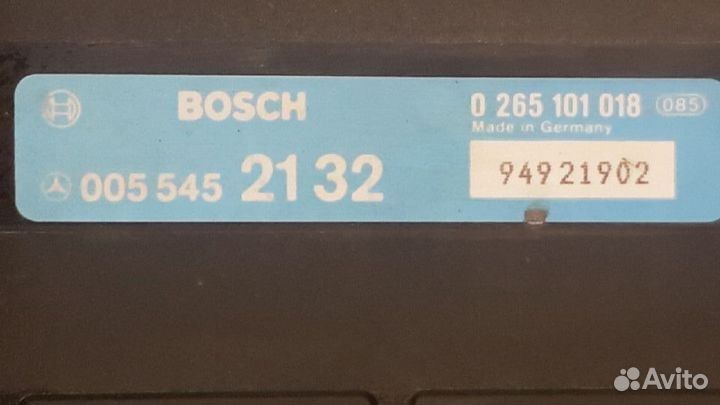 BOSCH
0 265 101 018 085
Made in Germany
005 545 21 32
94921902
Avito